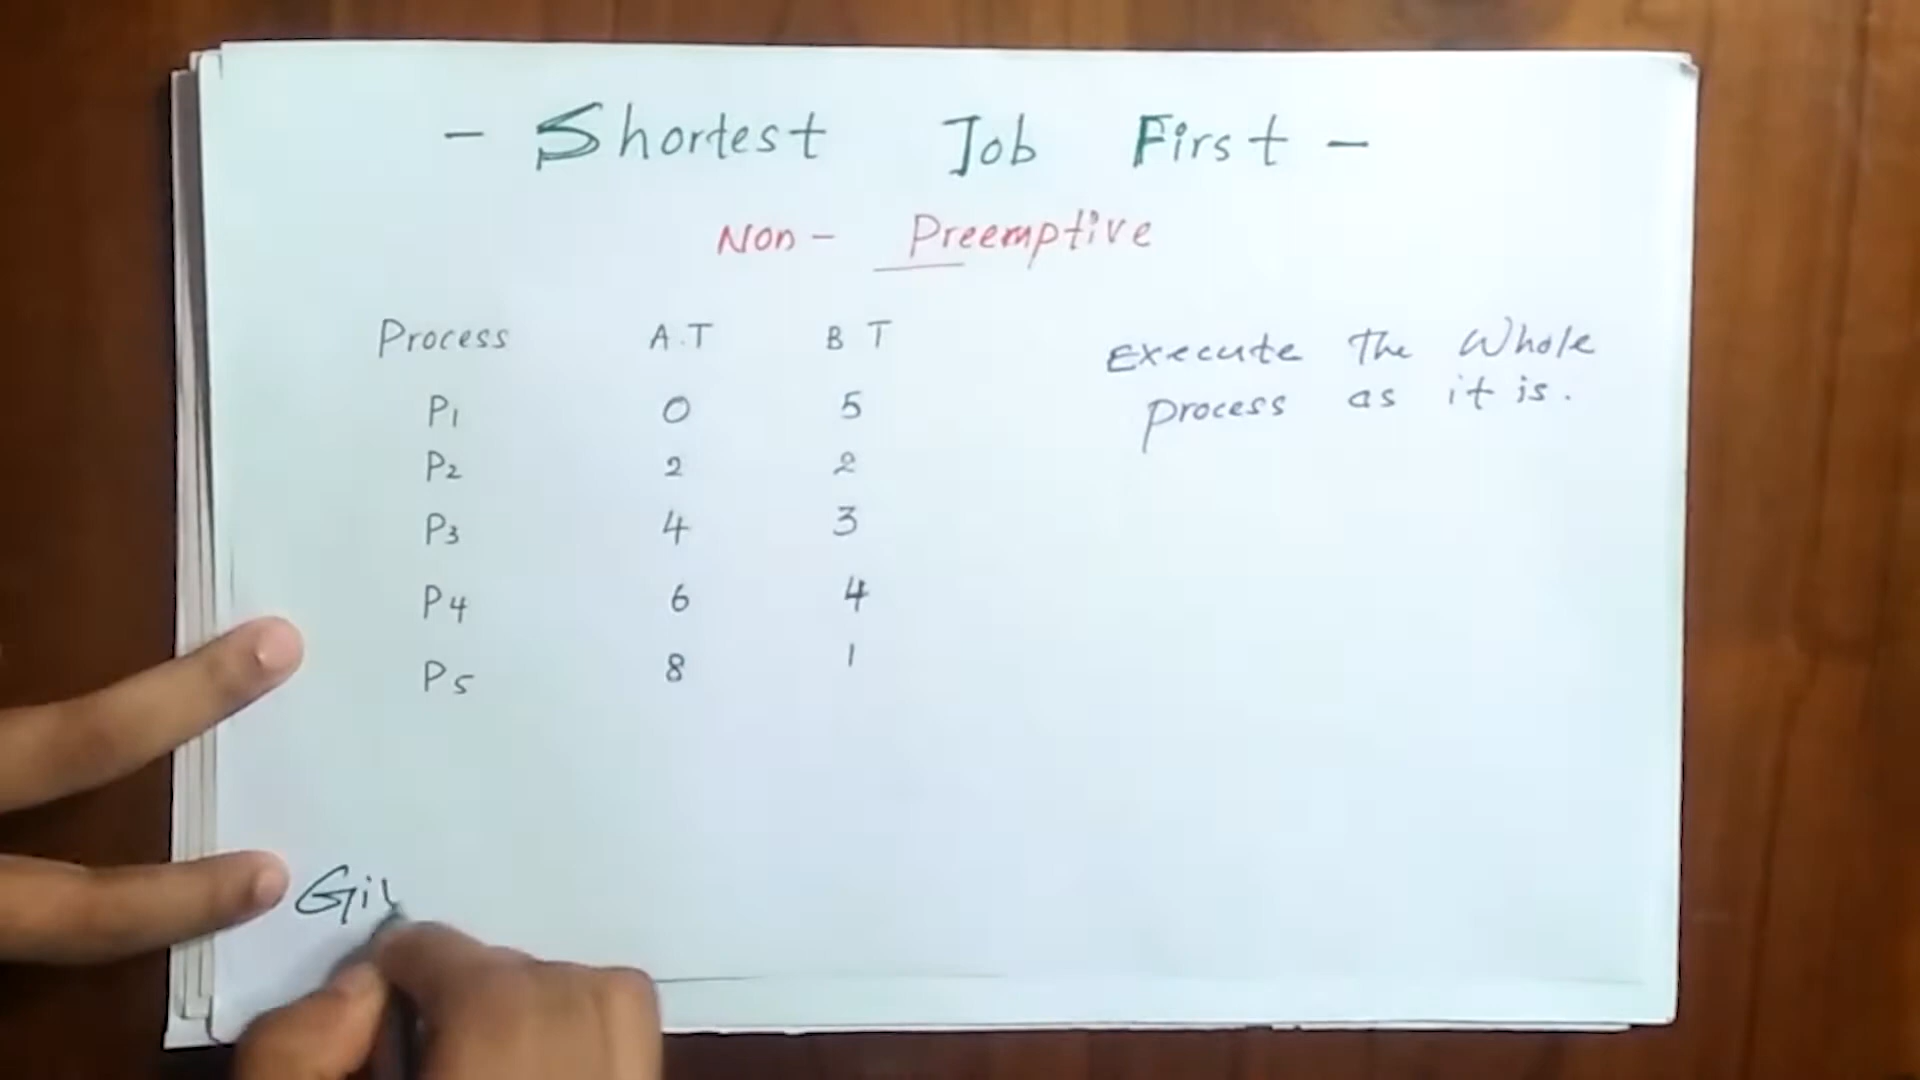 - Shortest Job First -
Non - Preemptive
Process A.T B T
P1 0 5
P2 2 2
P3 4 3
P4 6 4
P5 8 1
Execute The Whole
process as it is.
Giv